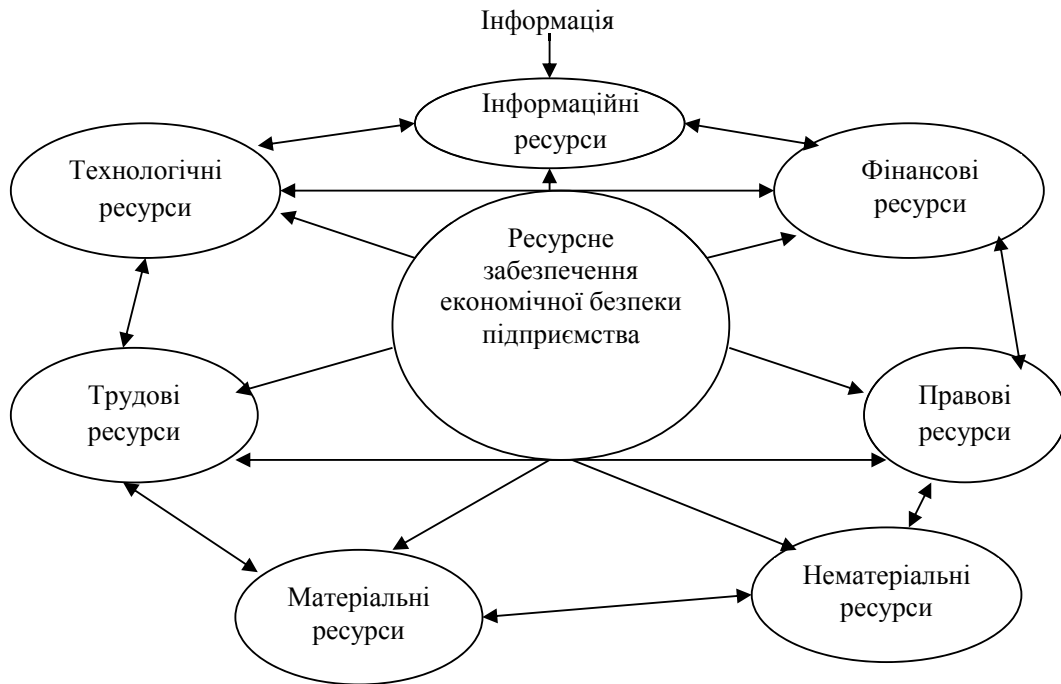 Інформація
Інформаційні
ресурси
Технологічні
ресурси
Фінансові
ресурси
Ресурсне
забезпечення
економічної безпеки
підприємства
Трудові
ресурси
Правові
ресурси
Матеріальні
ресурси
Нематеріальні
ресурси